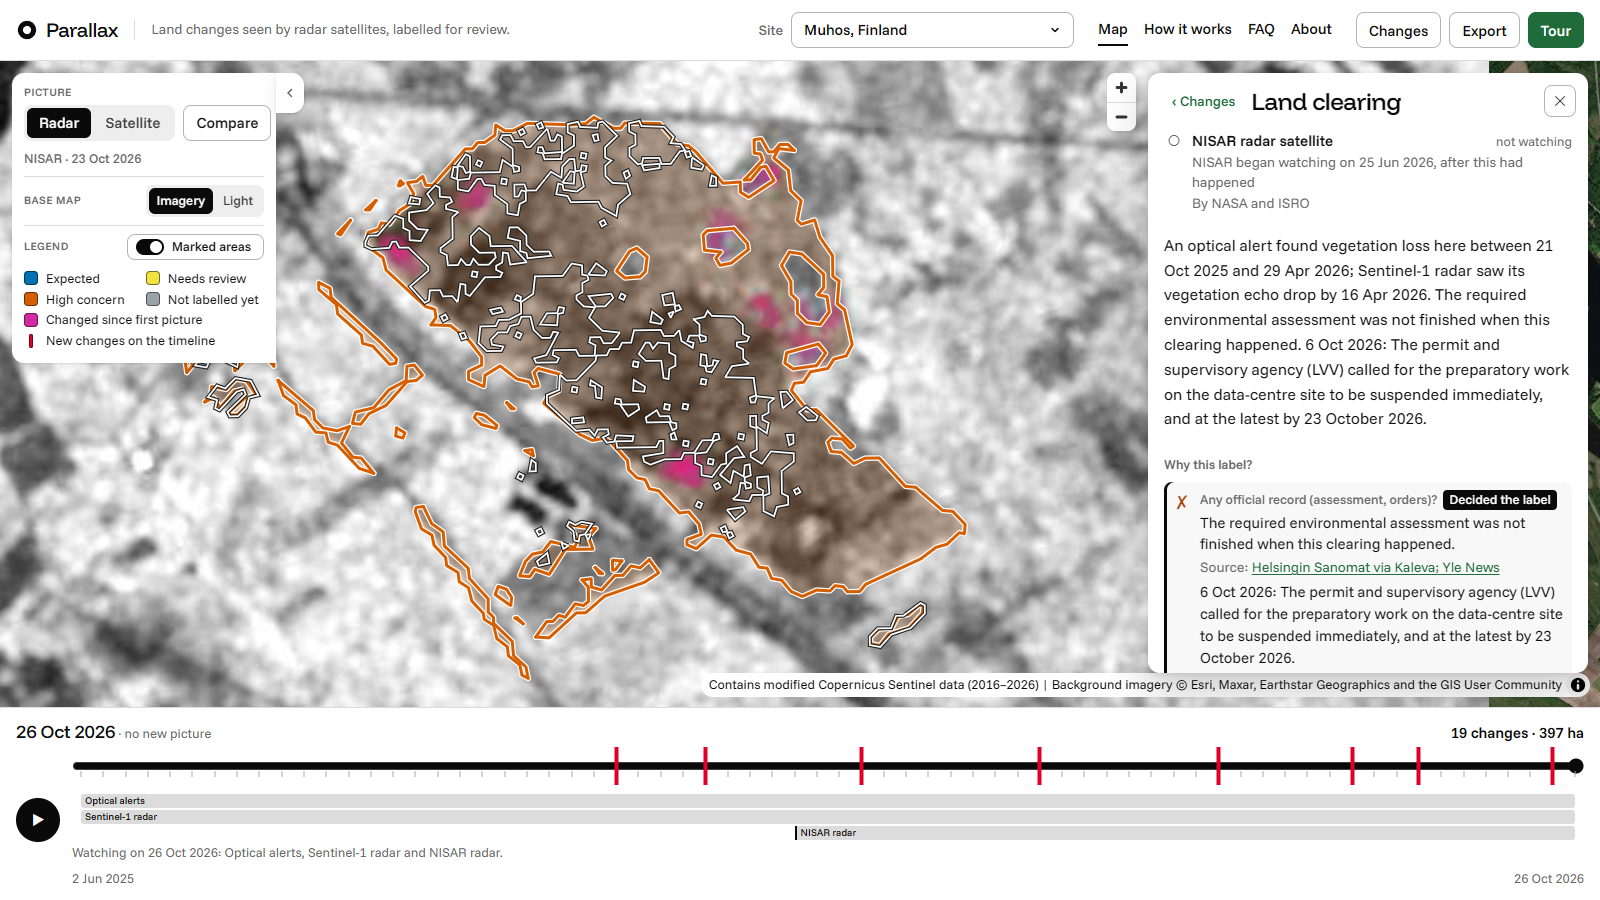 Parallax
Land changes seen by radar satellites, labelled for review.
Site
Muhos, Finland
Map
How it works
FAQ
About
Changes
Export
Tour
PICTURE
Radar
Satellite
Compare
NISAR · 23 Oct 2026
BASE MAP
Imagery
Light
LEGEND
Marked areas
Expected
Needs review
High concern
Not labelled yet
Changed since first picture
New changes on the timeline
+
−
‹ Changes
Land clearing
NISAR radar satellite
not watching
NISAR began watching on 25 Jun 2026, after this had
happened
By NASA and ISRO
An optical alert found vegetation loss here between 21
Oct 2025 and 29 Apr 2026; Sentinel-1 radar saw its
vegetation echo drop by 16 Apr 2026. The required
environmental assessment was not finished when this
clearing happened. 6 Oct 2026: The permit and
supervisory agency (LVV) called for the preparatory work
on the data-centre site to be suspended immediately,
and at the latest by 23 October 2026.
Why this label?
✗ Any official record (assessment, orders)? Decided the label
The required environmental assessment was not
finished when this clearing happened.
Source: Helsingin Sanomat via Kaleva; Yle News
6 Oct 2026: The permit and supervisory agency (LVV)
called for the preparatory work on the data-centre site
to be suspended immediately, and at the latest by 23
October 2026.
Contains modified Copernicus Sentinel data (2016–2026) | Background imagery © Esri, Maxar, Earthstar Geographics and the GIS User Community
26 Oct 2026 · no new picture
19 changes · 397 ha
Optical alerts
Sentinel-1 radar
NISAR radar
Watching on 26 Oct 2026: Optical alerts, Sentinel-1 radar and NISAR radar.
2 Jun 2025
26 Oct 2026